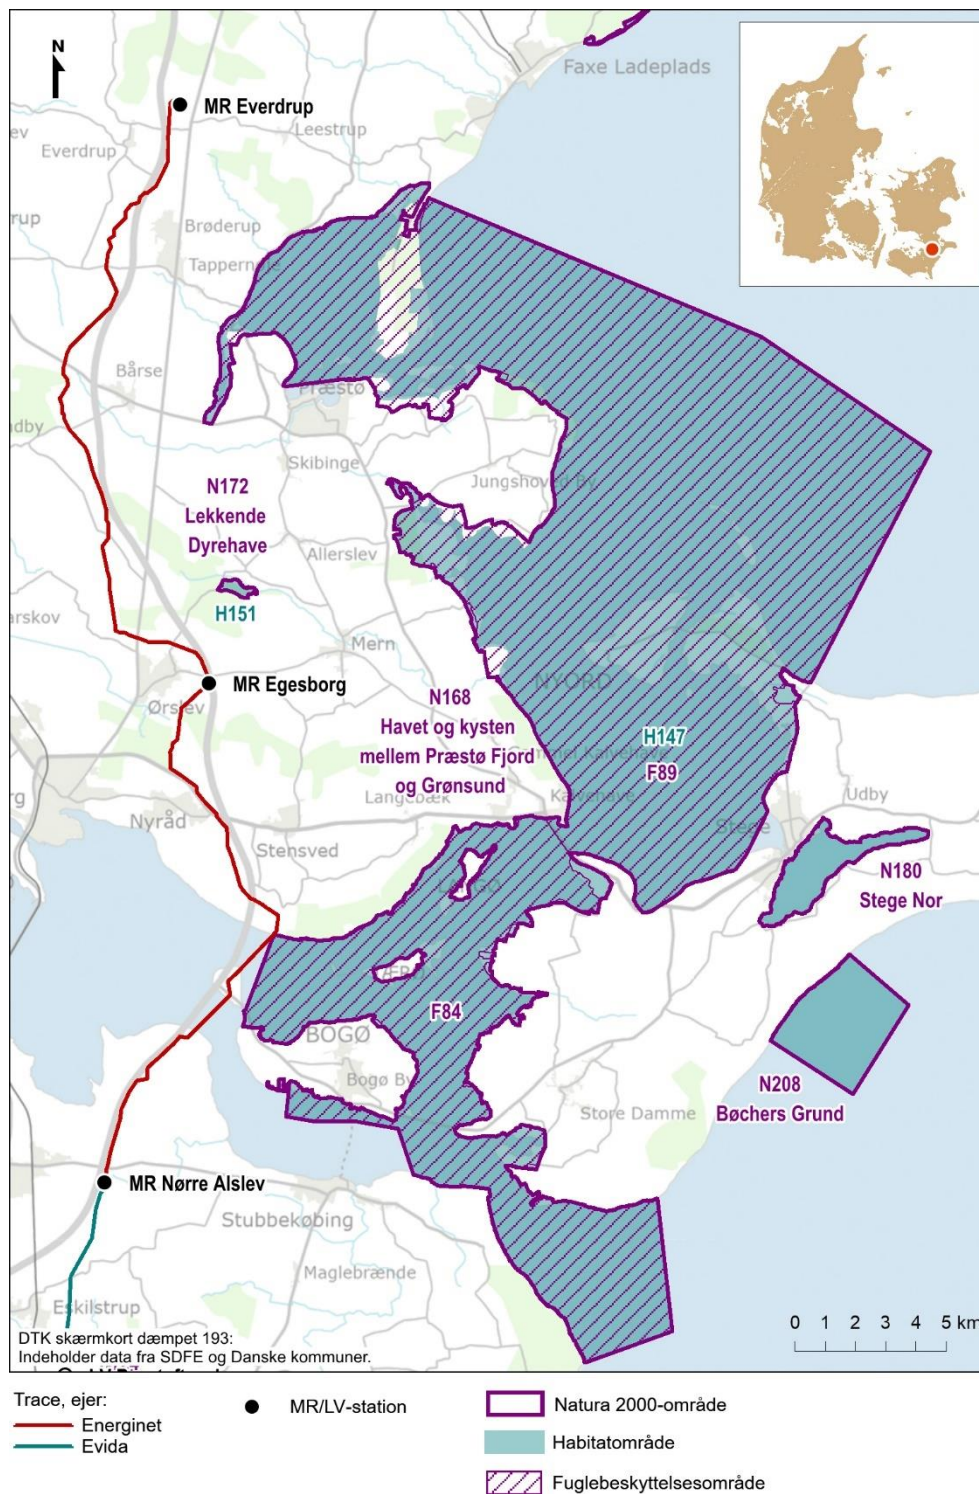 N
Faxe Ladeplads
MR Everdrup
Leestrup
Everdrup
Brøderup
Bårse
Præstø
Skibinge
Jungshoved By
N172
Lekkende
Dyrehave
Allerslev
H151
Mern
MR Egesborg
NYORD
Ørslev
N168
Havet og kysten
mellem Præstø Fjord
og Grønsund
H147
F89
Langebæk
Kalvehave
Udby
Nyråd
Stensved
Stege
N180
Stege Nor
F84
BOGØ
Bogø By
N208
Bøchers Grund
Store Damme
MR Nørre Alslev
Stubbekøbing
Maglebrænde
Eskilstrup
0 1 2 3 4 5 km
DTK skærmkort dæmpet 193:
Indeholder data fra SDFE og Danske kommuner.
Trace, ejer:
Energinet
Evida
MR/LV-station
Natura 2000-område
Habitatområde
Fuglebeskyttelsesområde